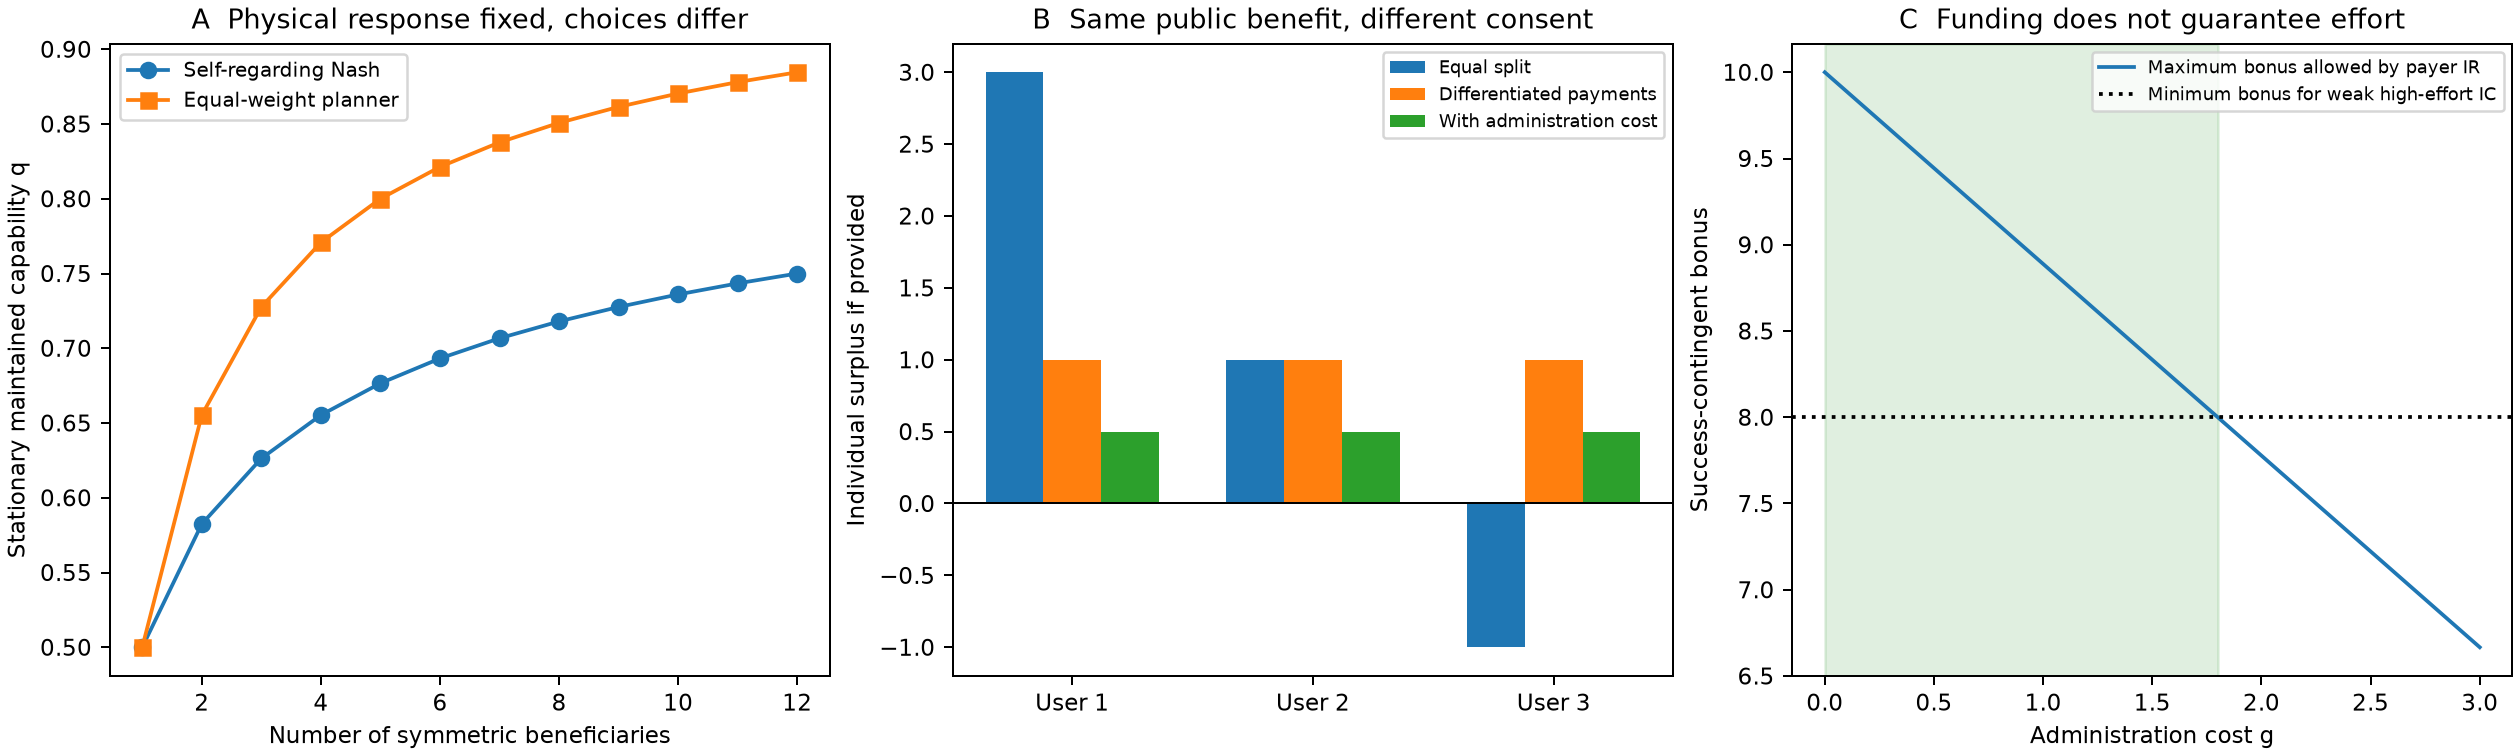 A  Physical response fixed, choices differ
Self-regarding Nash
Equal-weight planner
Stationary maintained capability q
0.90
0.85
0.80
0.75
0.70
0.65
0.60
0.55
0.50
2 4 6 8 10 12
Number of symmetric beneficiaries
B  Same public benefit, different consent
Equal split
Differentiated payments
With administration cost
Individual surplus if provided
3.0
2.5
2.0
1.5
1.0
0.5
0.0
−0.5
−1.0
User 1 User 2 User 3
C  Funding does not guarantee effort
Maximum bonus allowed by payer IR
Minimum bonus for weak high-effort IC
Success-contingent bonus
10.0
9.5
9.0
8.5
8.0
7.5
7.0
6.5
0.0 0.5 1.0 1.5 2.0 2.5 3.0
Administration cost g